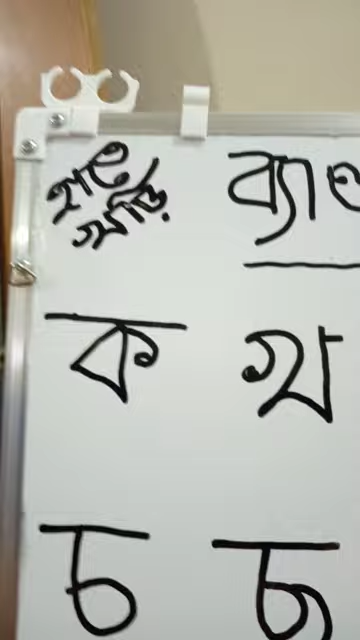 হাতে
খড়ি
ব্যা
ক খ
চ ছ